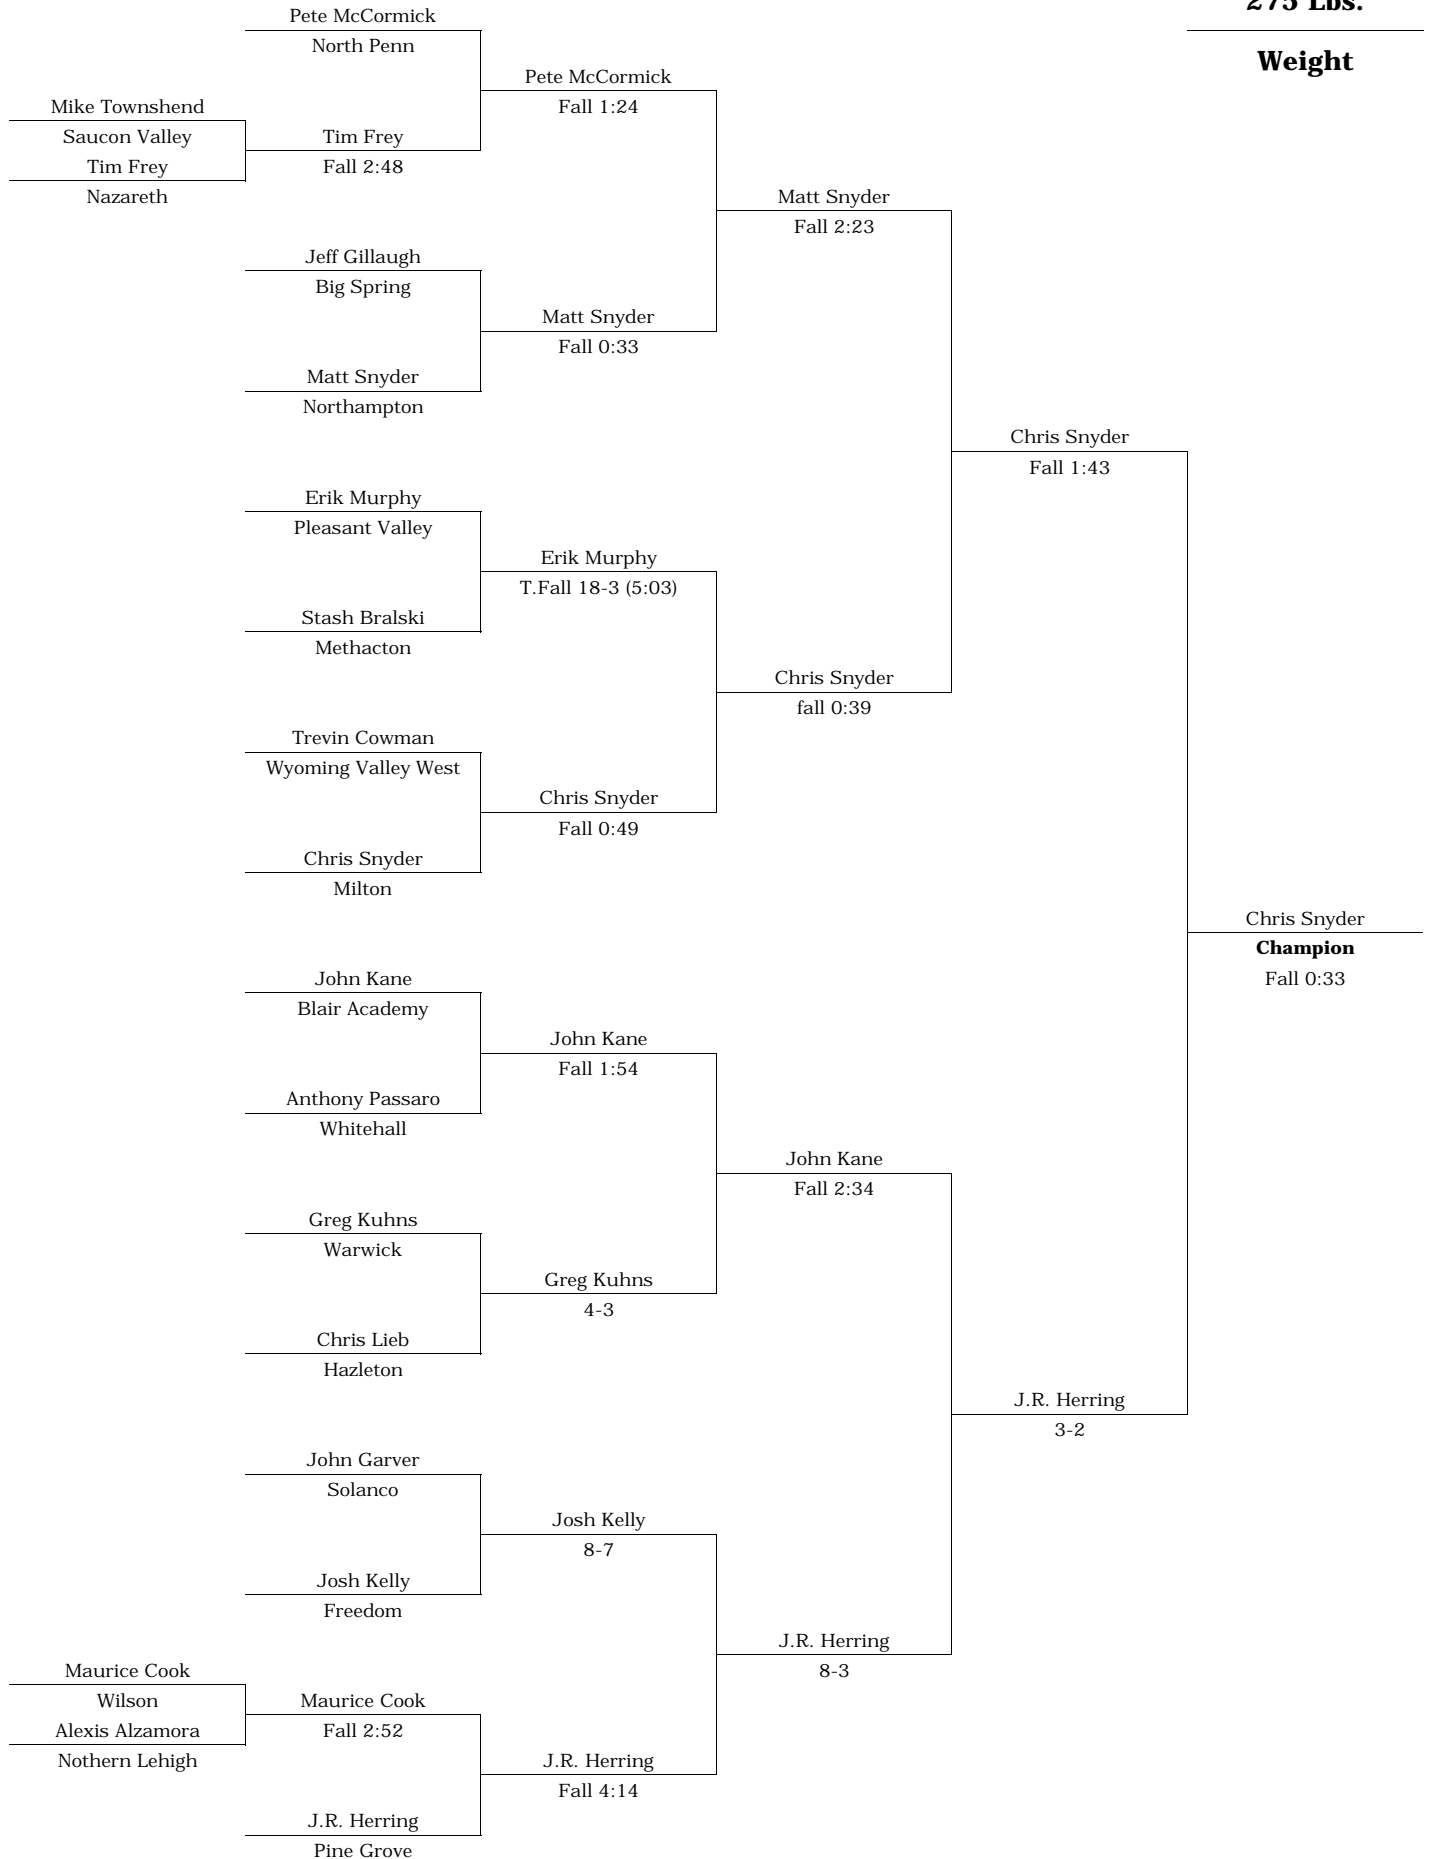 275 Lbs.
Weight
Pete McCormick
North Penn
Mike Townshend
Saucon Valley
Tim Frey
Nazareth
Tim Frey
Fall 2:48
Pete McCormick
Fall 1:24
Jeff Gillaugh
Big Spring
Matt Snyder
Northampton
Matt Snyder
Fall 0:33
Matt Snyder
Fall 2:23
Erik Murphy
Pleasant Valley
Stash Bralski
Methacton
Erik Murphy
T.Fall 18-3 (5:03)
Trevin Cowman
Wyoming Valley West
Chris Snyder
Milton
Chris Snyder
Fall 0:49
Chris Snyder
fall 0:39
Chris Snyder
Fall 1:43
Chris Snyder
Champion
Fall 0:33
John Kane
Blair Academy
Anthony Passaro
Whitehall
John Kane
Fall 1:54
Greg Kuhns
Warwick
Chris Lieb
Hazleton
Greg Kuhns
4-3
John Kane
Fall 2:34
John Garver
Solanco
Josh Kelly
Freedom
Josh Kelly
8-7
Maurice Cook
Wilson
Alexis Alzamora
Nothern Lehigh
Maurice Cook
Fall 2:52
J.R. Herring
Pine Grove
J.R. Herring
Fall 4:14
J.R. Herring
8-3
J.R. Herring
3-2